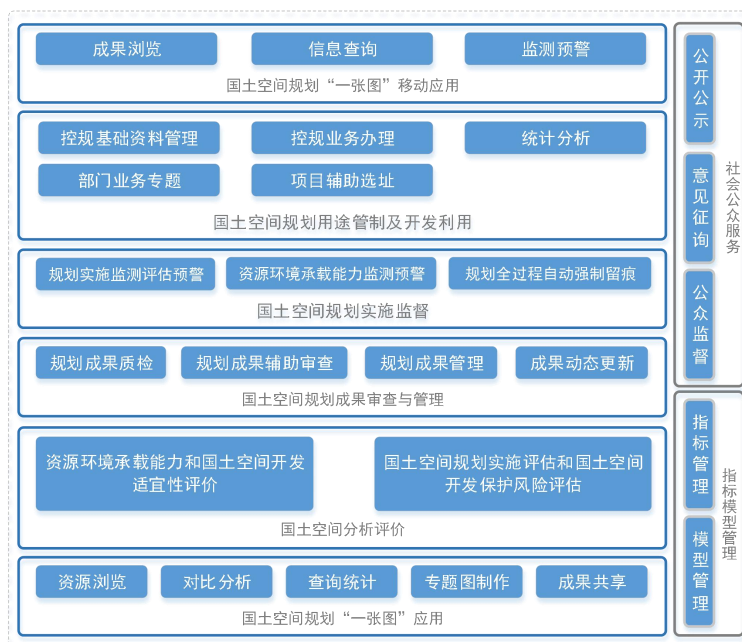 成果浏览
信息查询
监测预警
国土空间规划“一张图”移动应用
控规基础资料管理
控规业务办理
统计分析
部门业务专题
项目辅助选址
国土空间规划用途管制及开发利用
规划实施监测评估预警
资源环境承载能力监测预警
规划全过程自动强制留痕
国土空间规划实施监督
规划成果质检
规划成果辅助审查
规划成果管理
成果动态更新
国土空间规划成果审查与管理
资源环境承载能力和国土空间开发
适宜性评价
国土空间规划实施评估和国土空间
开发保护风险评估
国土空间分析评价
资源浏览
对比分析
查询统计
专题图制作
成果共享
国土空间规划“一张图”应用
公开公示
意见征询
公众监督
社会公众服务
指标管理
模型管理
指标模型管理